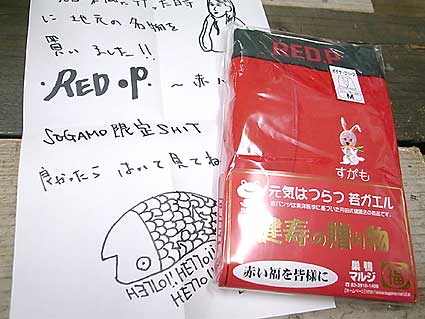 に 地元の名物を
買いました!!
・RED・P.
～赤い
SOGAMO限定SHIT
良かったら はいて見てね
HELLO!! HELLO!!
HELLO!! HELLO!!
RED.P
M
すがも
元気はつらつ 若ガエル
健寿の贈り物
赤い福を皆様に
巣鴨
マルジ
福